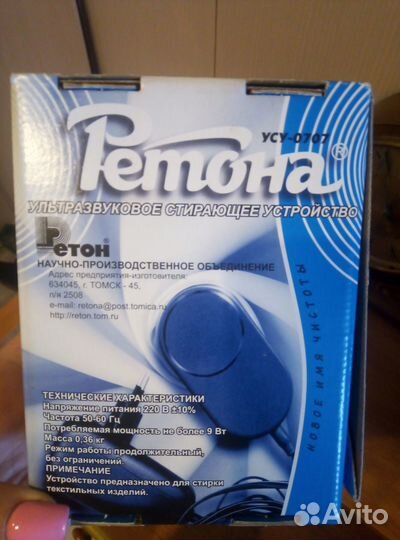 УСУ-0707
Ретона®
УЛЬТРАЗВУКОВОЕ СТИРАЮЩЕЕ УСТРОЙСТВО
Ретон®
НАУЧНО-ПРОИЗВОДСТВЕННОЕ ОБЪЕДИНЕНИЕ
Адрес предприятия-изготовителя:
634045, г. ТОМСК - 45,
п/я 2508
e-mail: retona@post.tomica.ru
http://reton.tom.ru
НОВОЕ ИМЯ ЧИСТОТЫ
ТЕХНИЧЕСКИЕ ХАРАКТЕРИСТИКИ
Напряжение питания 220 В ±10%
Частота 50-60 Гц
Потребляемая мощность не более 9 Вт
Масса 0,36 кг
Режим работы продолжительный,
без ограничений.
ПРИМЕЧАНИЕ
Устройство предназначено для стирки
текстильных изделий.
Avito